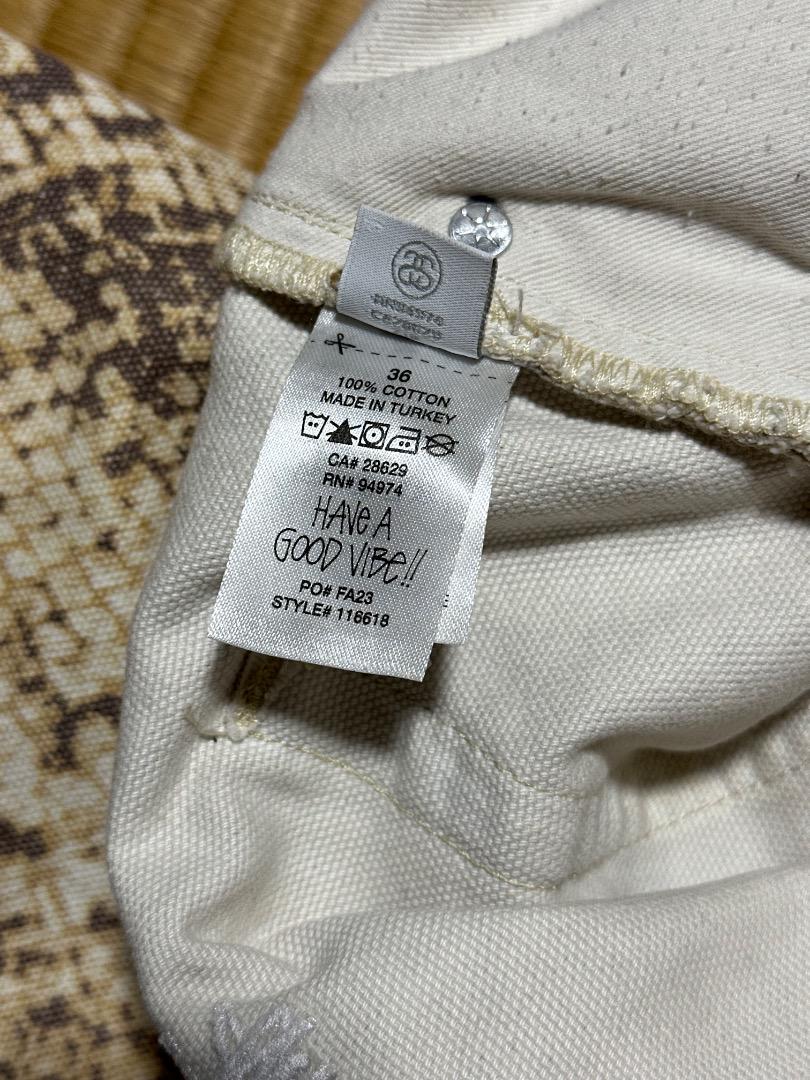 36
100% COTTON
MADE IN TURKEY
CA# 28629
RN# 94974
HAVE A
GOOD VIBE!!
PO# FA23
STYLE# 116618
E